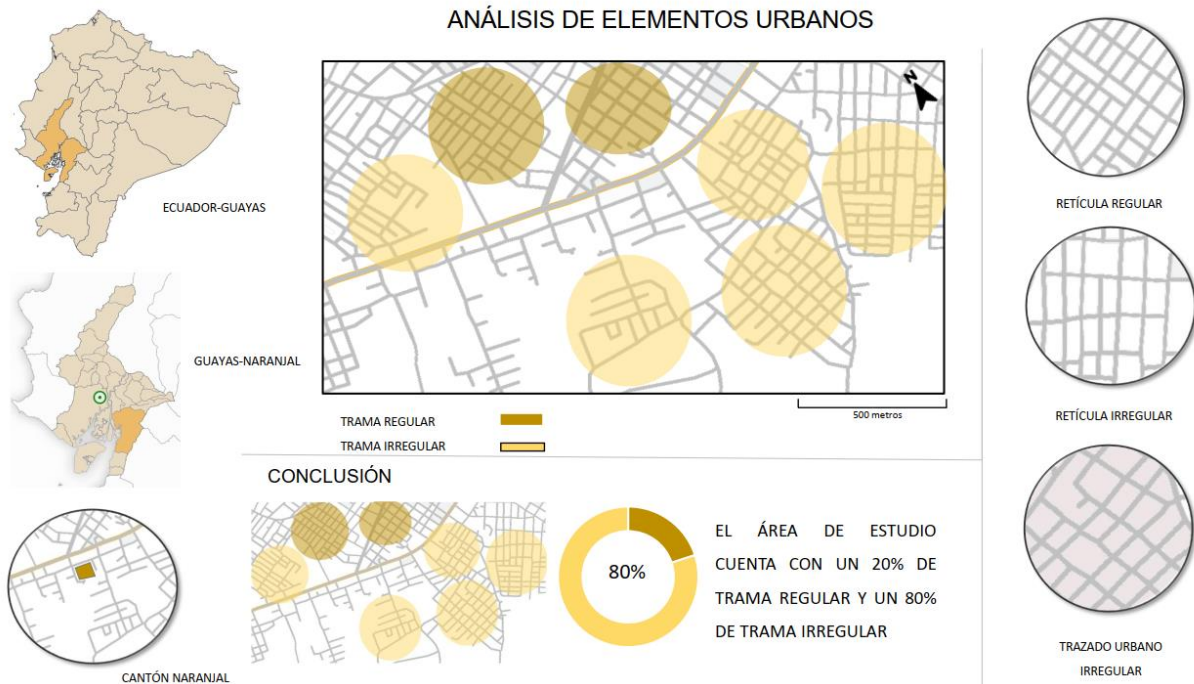 ANÁLISIS DE ELEMENTOS URBANOS
ECUADOR-GUAYAS
GUAYAS-NARANJAL
CANTÓN NARANJAL
N
500 metros
TRAMA REGULAR
TRAMA IRREGULAR
CONCLUSIÓN
80%
EL ÁREA DE ESTUDIO
CUENTA CON UN 20% DE
TRAMA REGULAR Y UN 80%
DE TRAMA IRREGULAR
RETÍCULA REGULAR
RETÍCULA IRREGULAR
TRAZADO URBANO
IRREGULAR